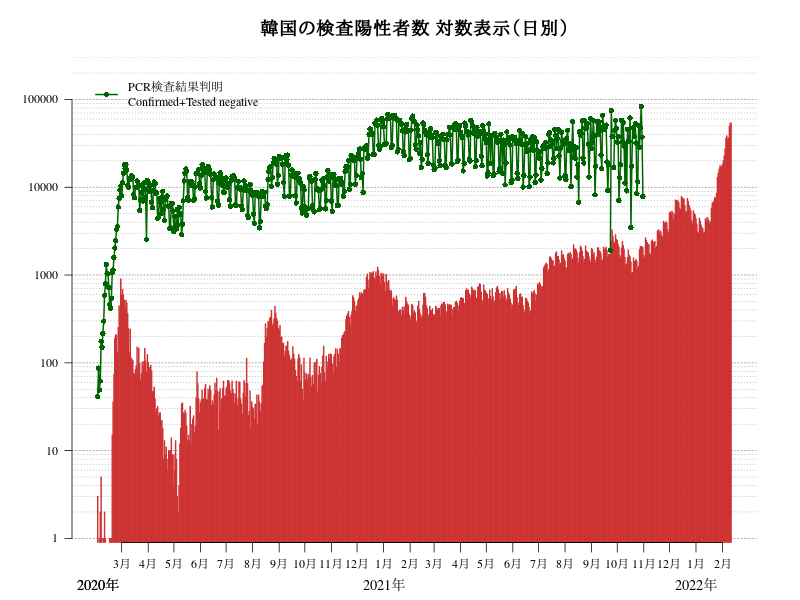 韓国の検査陽性者数 対数表示(日別)
PCR検査結果判明
Confirmed+Tested negative
100000
10000
1000
100
10
1
3月 4月 5月 6月 7月 8月 9月 10月 11月 12月 1月 2月 3月 4月 5月 6月 7月 8月 9月 10月 11月 12月 1月 2月
2020年 2021年 2022年